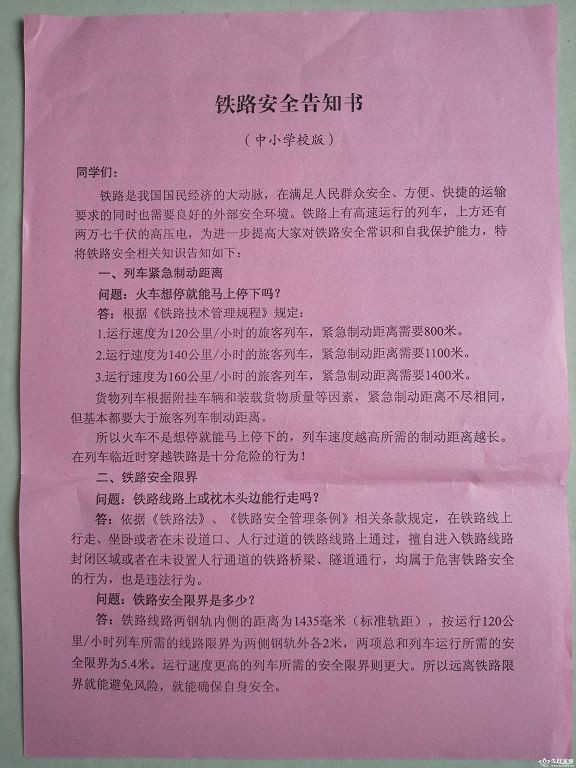 铁路安全告知书
（中小学校版）
同学们：
铁路是我国国民经济的大动脉，在满足人民群众安全、方便、快捷的运输
要求的同时也需要良好的外部安全环境。铁路上有高速运行的列车，上方还有
两万七千伏的高压电，为进一步提高大家对铁路安全常识和自我保护能力，特
将铁路安全相关知识告知如下：
一、列车紧急制动距离
问题：火车想停就能马上停下吗？
答：根据《铁路技术管理规程》规定：
1.运行速度为120公里/小时的旅客列车，紧急制动距离需要800米。
2.运行速度为140公里/小时的旅客列车，紧急制动距离需要1100米。
3.运行速度为160公里/小时的旅客列车，紧急制动距离需要1400米。
货物列车根据附挂车辆和装载货物质量等因素，紧急制动距离不尽相同，
但基本都要大于旅客列车制动距离。
所以火车不是想停就能马上停下的，列车速度越高所需的制动距离越长。
在列车临近时穿越铁路是十分危险的行为！
二、铁路安全限界
问题：铁路线路上或枕木头边能行走吗？
答：依据《铁路法》、《铁路安全管理条例》相关条款规定，在铁路线上
行走、坐卧或者在未设道口、人行过道的铁路线路上通过，擅自进入铁路线路
封闭区域或者在未设置人行通道的铁路桥梁、隧道通行，均属于危害铁路安全
的行为，也是违法行为。
问题：铁路安全限界是多少？
答：铁路线路两钢轨内侧的距离为1435毫米（标准轨距），按运行120公
里/小时列车所需的线路限界为两侧钢轨外各2米，两项总和列车运行所需的安
全限界为5.4米。运行速度更高的列车所需的安全限界则更大。所以远离铁路限
界就能避免风险，就能确保自身安全。